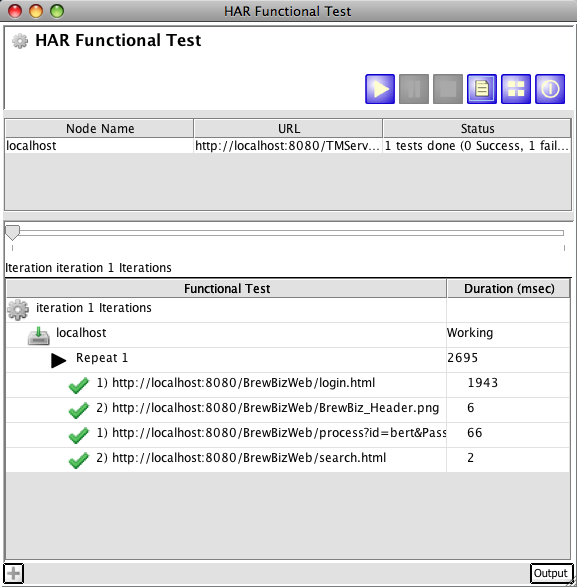 HAR Functional Test
HAR Functional Test
Node Name URL Status
localhost http://localhost:8080/TMServ... 1 tests done (0 Success, 1 fail...
Iteration iteration 1 Iterations
Functional Test Duration (msec)
iteration 1 Iterations
localhost Working
Repeat 1 2695
1) http://localhost:8080/BrewBizWeb/login.html 1943
2) http://localhost:8080/BrewBizWeb/BrewBiz_Header.png 6
1) http://localhost:8080/BrewBizWeb/process?id=bert&Pass 66
2) http://localhost:8080/BrewBizWeb/search.html 2
Output